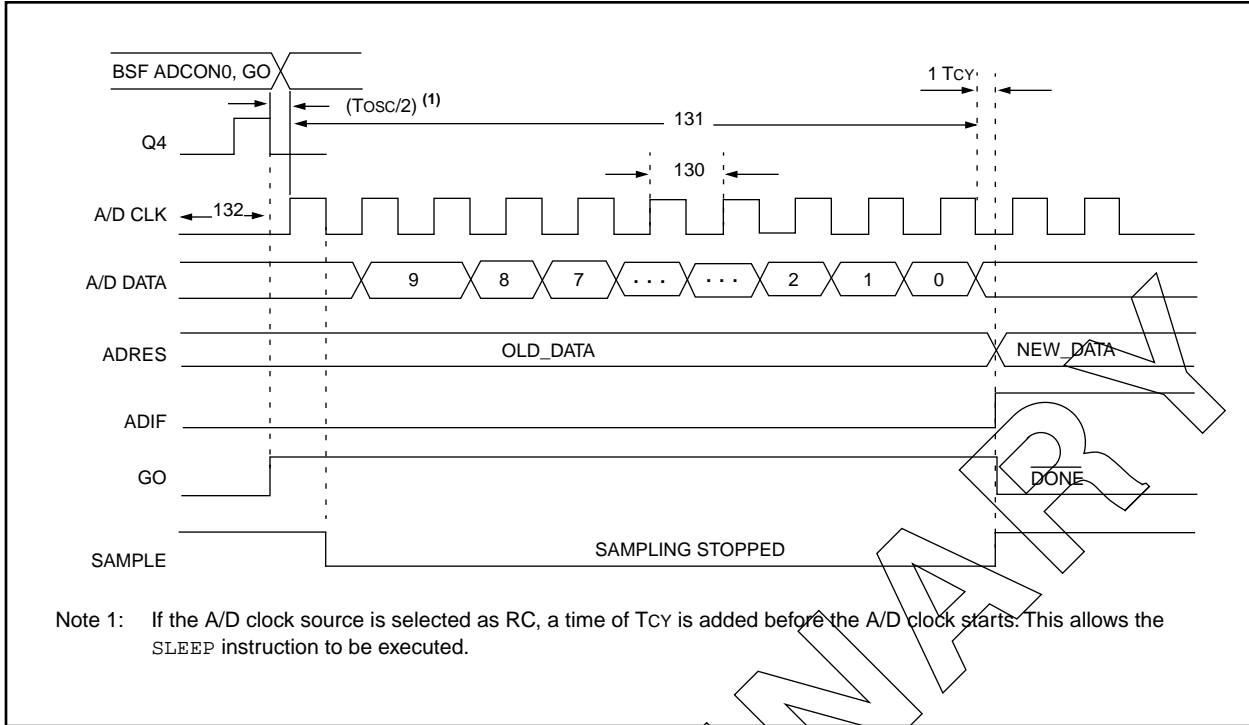 BSF ADCON0, GO
1 TCY
(TOSC/2) (1)
131
Q4
130
A/D CLK
132
A/D DATA
9 8 7 . . . . . . 2 1 0
ADRES
OLD_DATA
NEW_DATA
ADIF
GO
DONE
SAMPLE
SAMPLING STOPPED
Note 1: If the A/D clock source is selected as RC, a time of TCY is added before the A/D clock starts. This allows the
SLEEP instruction to be executed.
N A R Y